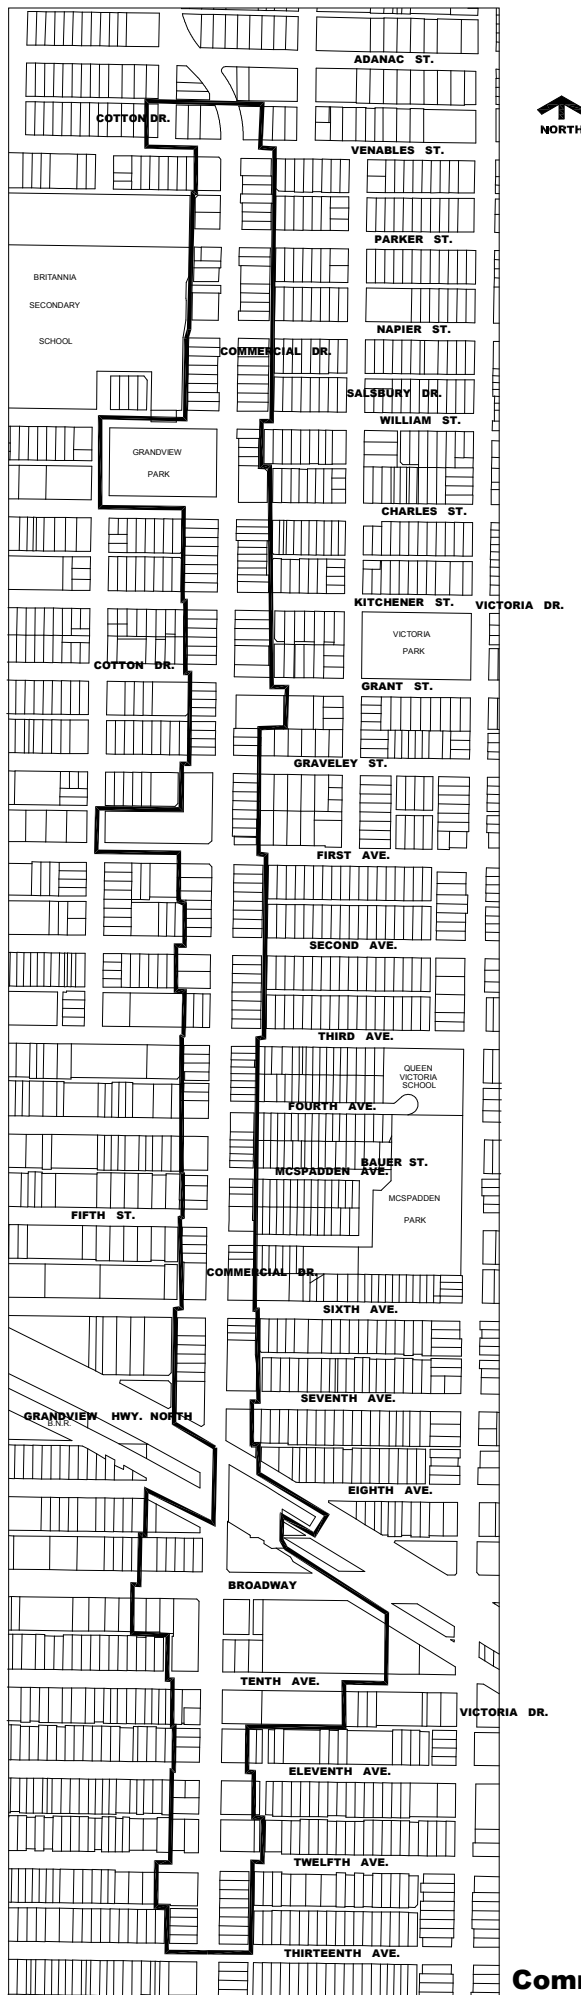 ADANAC ST.
COTTON DR.
NORTH
VENABLES ST.
PARKER ST.
BRITANNIA
SECONDARY
SCHOOL
NAPIER ST.
COMMERCIAL DR.
SALSBURY DR.
WILLIAM ST.
GRANDVIEW
PARK
CHARLES ST.
KITCHENER ST.
VICTORIA DR.
VICTORIA
PARK
COTTON DR.
GRANT ST.
GRAVELEY ST.
FIRST AVE.
SECOND AVE.
THIRD AVE.
QUEEN
VICTORIA
SCHOOL
FOURTH AVE.
BAUER ST.
MCSPADDEN AVE.
MCSPADDEN
PARK
FIFTH ST.
COMMERCIAL DR.
SIXTH AVE.
SEVENTH AVE.
GRANDVIEW HWY. NORTH
B.N.R.
EIGHTH AVE.
BROADWAY
TENTH AVE.
VICTORIA DR.
ELEVENTH AVE.
TWELFTH AVE.
THIRTEENTH AVE.